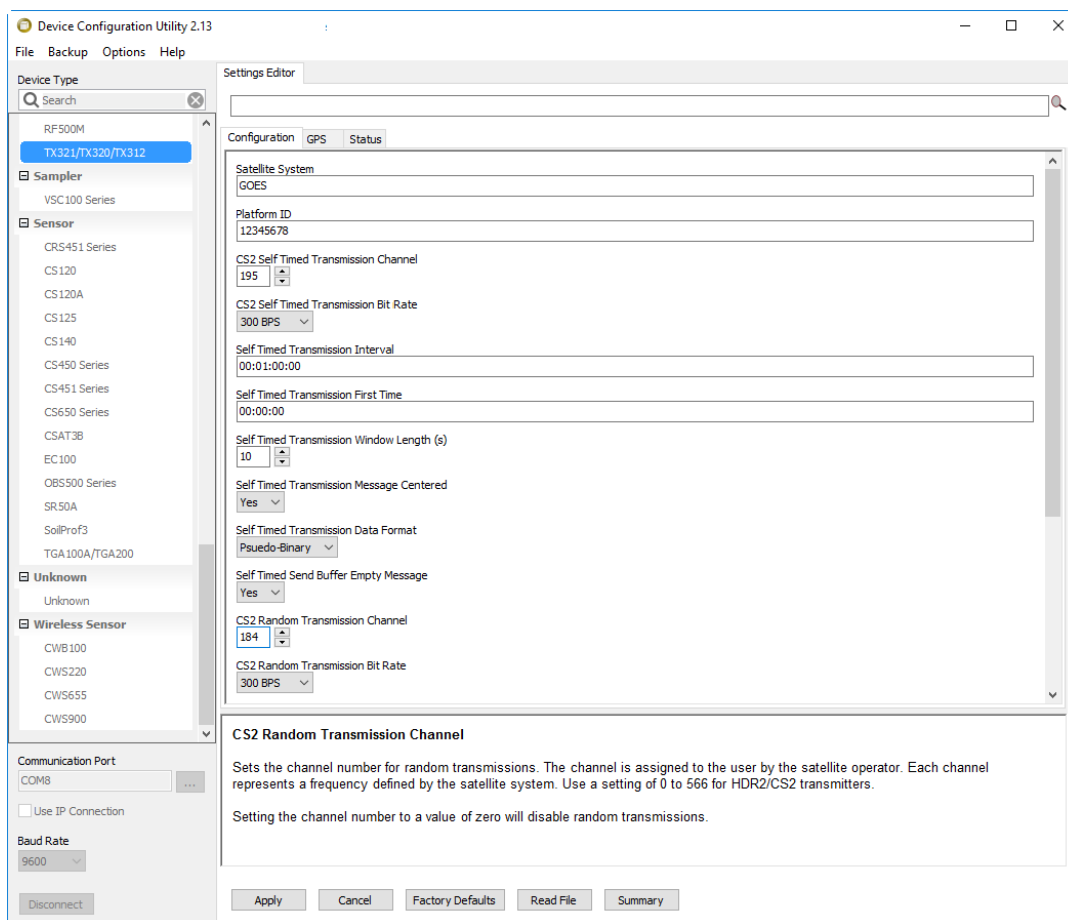 Device Configuration Utility 2.13
File Backup Options Help
Device Type
Search
RF500M
TX321/TX320/TX312
Sampler
VSC100 Series
Sensor
CRS451 Series
CS120
CS120A
CS125
CS140
CS450 Series
CS451 Series
CS650 Series
CSAT3B
EC100
OBS500 Series
SR50A
SoilProf3
TGA100A/TGA200
Unknown
Unknown
Wireless Sensor
CWB100
CWS220
CWS655
CWS900
Communication Port
COM8
...
Use IP Connection
Baud Rate
9600
Disconnect
Settings Editor
Configuration GPS Status
Satellite System
GOES
Platform ID
12345678
CS2 Self Timed Transmission Channel
195
CS2 Self Timed Transmission Bit Rate
300 BPS
Self Timed Transmission Interval
00:01:00:00
Self Timed Transmission First Time
00:00:00
Self Timed Transmission Window Length (s)
10
Self Timed Transmission Message Centered
Yes
Self Timed Transmission Data Format
Psuedo-Binary
Self Timed Send Buffer Empty Message
Yes
CS2 Random Transmission Channel
184
CS2 Random Transmission Bit Rate
300 BPS
CS2 Random Transmission Channel
Sets the channel number for random transmissions. The channel is assigned to the user by the satellite operator. Each channel
represents a frequency defined by the satellite system. Use a setting of 0 to 566 for HDR2/CS2 transmitters.
Setting the channel number to a value of zero will disable random transmissions.
Apply Cancel Factory Defaults Read File Summary